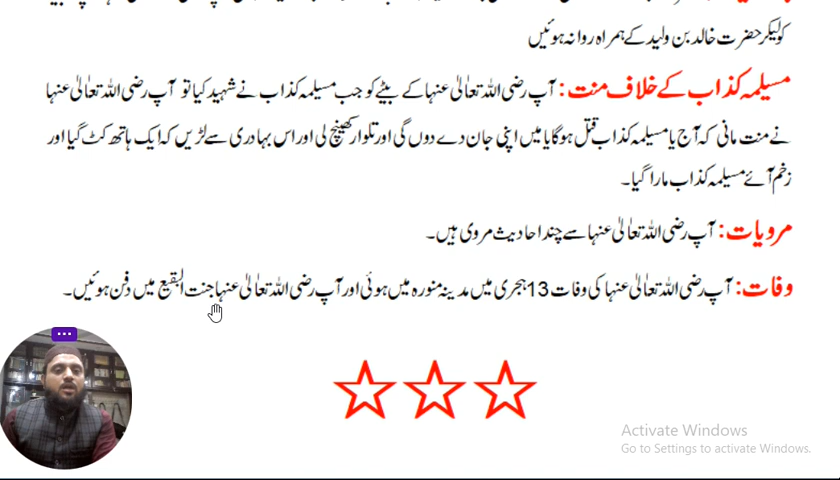 کولیکر حضرت خالد بن ولید کے ہمراہ روانہ ہوئیں
مسیلمہ کذاب کے خلاف منت : آپ رضی اللہ تعالیٰ عنہا کے بیٹے کو جب مسیلمہ کذاب نے شہید کیا تو آپ رضی اللہ تعالیٰ عنہا
نے منت مانی کہ آج یا مسیلمہ کذاب قتل ہوگا یا میں اپنی جان دے دوں گی اور تلوار کھینچ لی اور اس بہادری سے لڑیں کہ ایک ہاتھ کٹ گیا اور
زخم آئے مسیلمہ کذاب مارا گیا۔
مرویات : آپ رضی اللہ تعالیٰ عنہا سے چند احادیث مروی ہیں۔
وفات : آپ رضی اللہ تعالیٰ عنہا کی وفات 13 ہجری میں مدینہ منورہ میں ہوئی اور آپ رضی اللہ تعالیٰ عنہا جنت البقیع میں دفن ہوئیں۔
Activate Windows
Go to Settings to activate Windows.